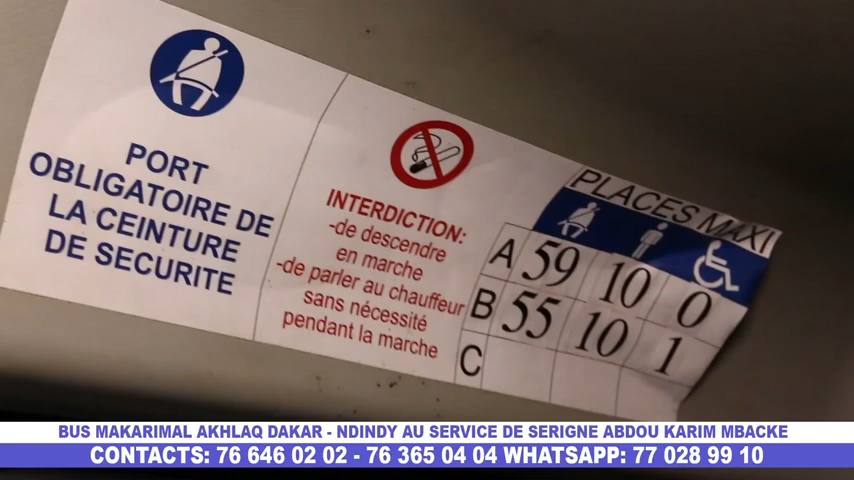 PORT
OBLIGATOIRE DE
LA CEINTURE
DE SECURITE
INTERDICTION:
-de descendre
en marche
-de parler au chauffeur
sans nécessité
pendant la marche
PLACES MAXI
A 59 10 0
B 55 10 1
C
BUS MAKARIMAL AKHLAQ DAKAR - NDINDY AU SERVICE DE SERIGNE ABDOU KARIM MBACKE
CONTACTS: 76 646 02 02 - 76 365 04 04 WHATSAPP: 77 028 99 10